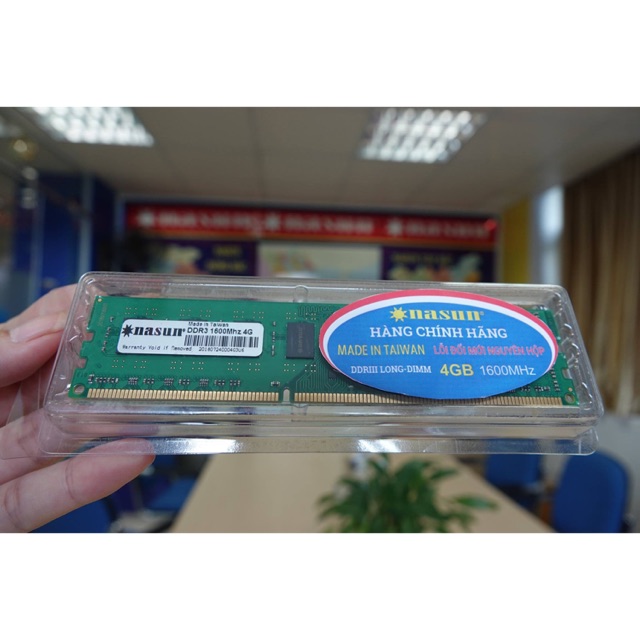 Made in Taiwan
nasun
DDR3 1600Mhz 4G
Warranty Void if Removed
nasun
HÀNG CHÍNH HÃNG
MADE IN TAIWAN LỖI ĐỔI MỚI NGUYÊN HỘP
DDRIII LONG-DIMM 4GB 1600MHz